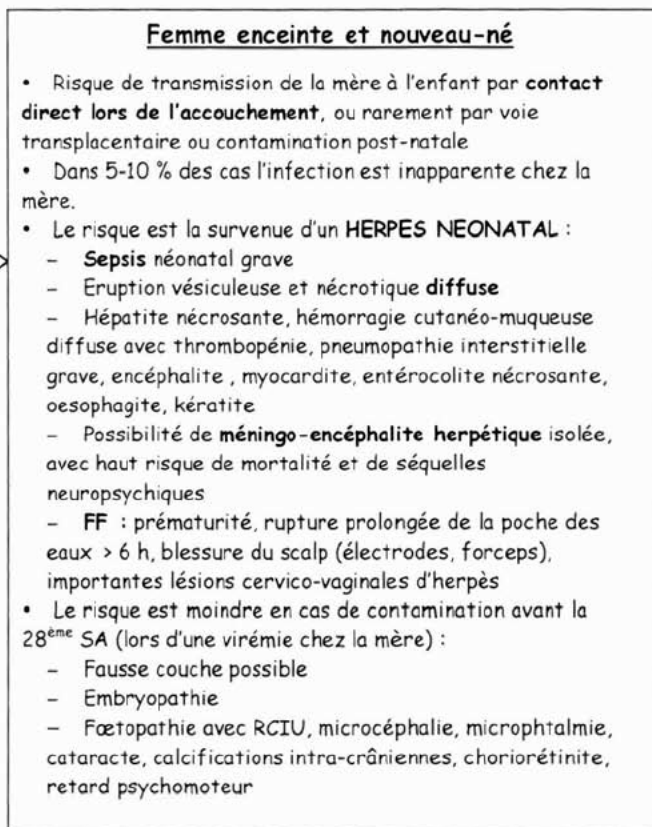 Femme enceinte et nouveau-né
• Risque de transmission de la mère à l'enfant par contact
direct lors de l'accouchement, ou rarement par voie
transplacentaire ou contamination post-natale
• Dans 5-10 % des cas l'infection est inapparente chez la
mère.
• Le risque est la survenue d'un HERPES NEONATAL :
– Sepsis néonatal grave
– Eruption vésiculeuse et nécrotique diffuse
– Hépatite nécrosante, hémorragie cutanéo-muqueuse
diffuse avec thrombopénie, pneumopathie interstitielle
grave, encéphalite , myocardite, entérocolite nécrosante,
oesophagite, kératite
– Possibilité de méningo-encéphalite herpétique isolée,
avec haut risque de mortalité et de séquelles
neuropsychiques
– FF : prématurité, rupture prolongée de la poche des
eaux > 6 h, blessure du scalp (électrodes, forceps),
importantes lésions cervico-vaginales d'herpès
• Le risque est moindre en cas de contamination avant la
28ème SA (lors d'une virémie chez la mère) :
– Fausse couche possible
– Embryopathie
– Fœtopathie avec RCIU, microcéphalie, microphtalmie,
cataracte, calcifications intra-crâniennes, choriorétinite,
retard psychomoteur